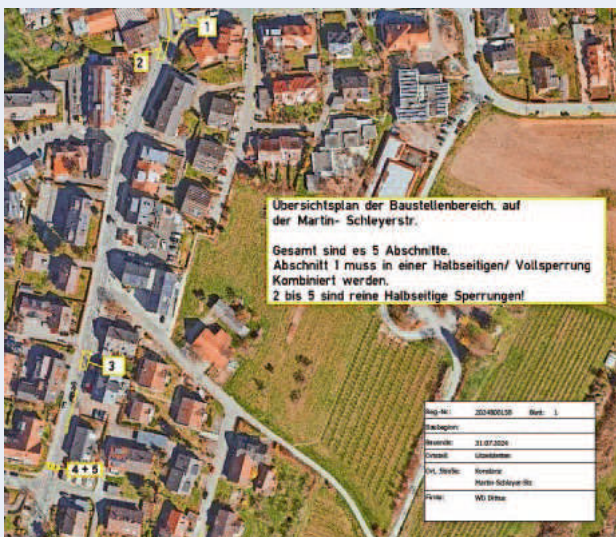 1
2
Übersichtsplan der Baustellenbereich. auf
der Martin- Schleyerstr.
Gesamt sind es 5 Abschnitte.
Abschnitt 1 muss in einer Halbseitigen/ Vollsperrung
Kombiniert werden.
2 bis 5 sind reine Halbseitige Sperrungen!
3
4 + 5
Reg.-Nr.: 2024800158 Blatt: 1
Baubeginn:
Bauende: 31.07.2024
Ortsteil: Litzelstetten
Ort, Straße: Konstanz
Martin-Schleyer-Str.
Firma: WD